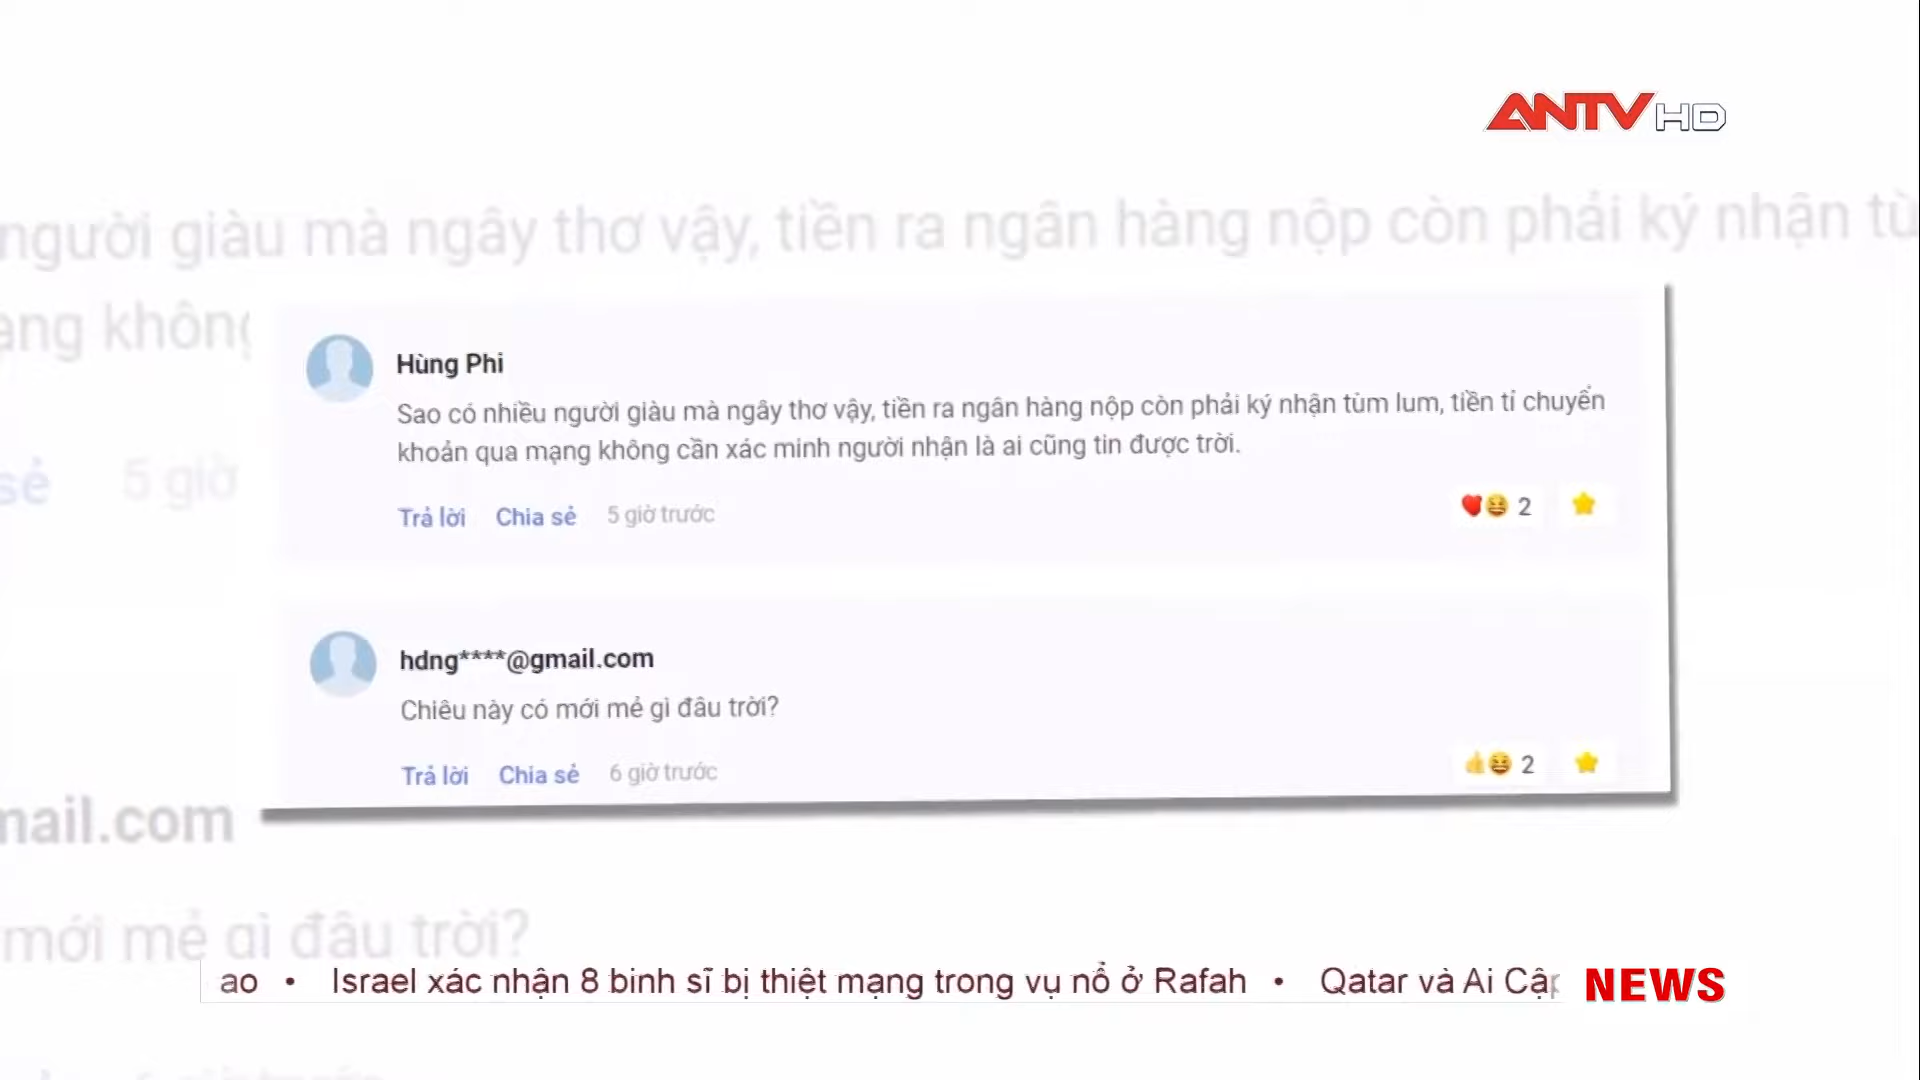 ANTV HD
người giàu mà ngây thơ vậy, tiền ra ngân hàng nộp còn phải ký nhận
không
Hùng Phi
Sao có nhiều người giàu mà ngây thơ vậy, tiền ra ngân hàng nộp còn phải ký nhận tùm lum, tiền tỉ chuyển
khoản qua mạng không cần xác minh người nhận là ai cũng tin được trời.
Trả lời Chia sẻ 5 giờ trước 2
sẻ 5 giờ
hdng****@gmail.com
Chiêu này có mới mẻ gì đâu trời?
Trả lời Chia sẻ 6 giờ trước 2
mail.com
mới mẻ gì đâu trời?
ao • Israel xác nhận 8 binh sĩ bị thiệt mạng trong vụ nổ ở Rafah • Qatar và Ai Cập NEWS